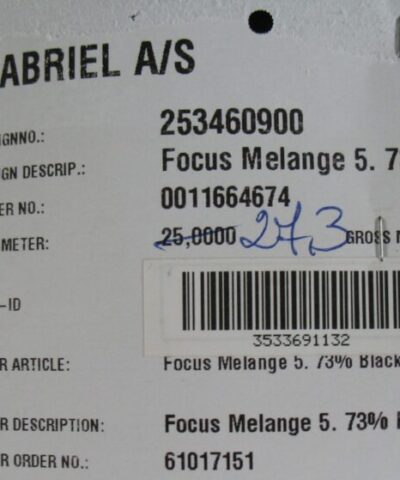 ABRIEL A/S
IGNNO.: 253460900
GN DESCRIP.: Focus Melange 5. 7
ER NO.: 0011664674
METER: 25,0000 27,3 GROSS
-ID
3533691132
R ARTICLE: Focus Melange 5. 73% Black
R DESCRIPTION: Focus Melange 5. 73%
R ORDER NO.: 61017151